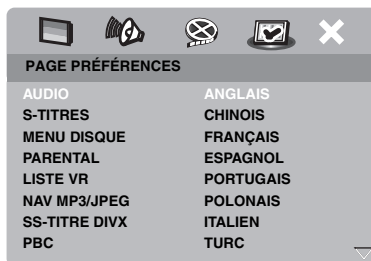 PAGE PRÉFÉRENCES
AUDIO ANGLAIS
S-TITRES CHINOIS
MENU DISQUE FRANÇAIS
PARENTAL ESPAGNOL
LISTE VR PORTUGAIS
NAV MP3/JPEG POLONAIS
SS-TITRE DIVX ITALIEN
PBC TURC